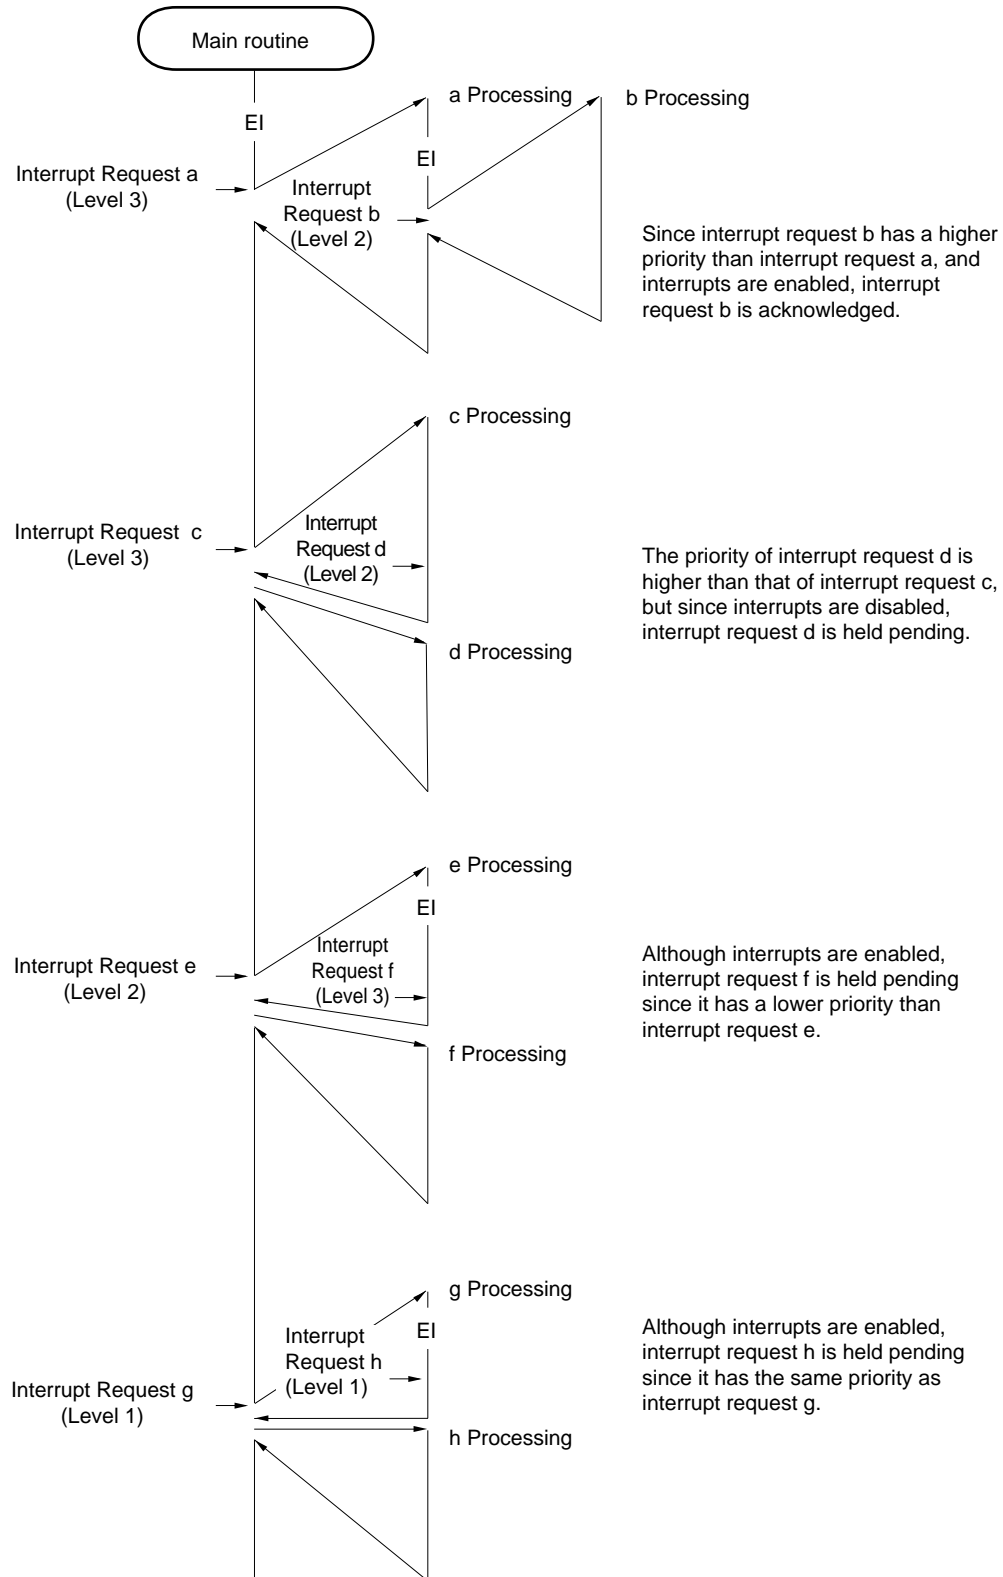 Main routine
EI
a Processing
b Processing
EI
Interrupt Request a
(Level 3)
Interrupt
Request b
(Level 2)
Since interrupt request b has a higher
priority than interrupt request a, and
interrupts are enabled, interrupt
request b is acknowledged.
c Processing
Interrupt Request c
(Level 3)
Interrupt
Request d
(Level 2)
The priority of interrupt request d is
higher than that of interrupt request c,
but since interrupts are disabled,
interrupt request d is held pending.
d Processing
e Processing
EI
Interrupt Request e
(Level 2)
Interrupt
Request f
(Level 3)
Although interrupts are enabled,
interrupt request f is held pending
since it has a lower priority than
interrupt request e.
f Processing
g Processing
EI
Interrupt Request g
(Level 1)
Interrupt
Request h
(Level 1)
Although interrupts are enabled,
interrupt request h is held pending
since it has the same priority as
interrupt request g.
h Processing